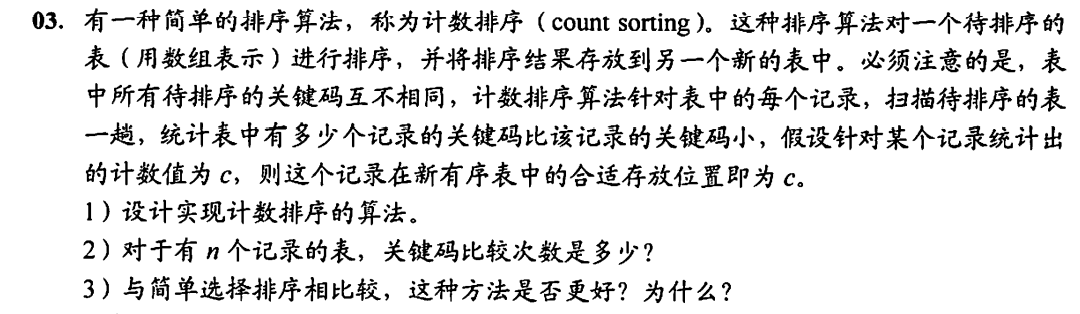 03. 有一种简单的排序算法，称为计数排序（count sorting）。这种排序算法对一个待排序的
表（用数组表示）进行排序，并将排序结果存放到另一个新的表中。必须注意的是，表
中所有待排序的关键码互不相同，计数排序算法针对表中的每个记录，扫描待排序的表
一趟，统计表中有多少个记录的关键码比该记录的关键码小，假设针对某个记录统计出
的计数值为 c，则这个记录在新有序表中的合适存放位置即为 c。
1）设计实现计数排序的算法。
2）对于有 n 个记录的表，关键码比较次数是多少？
3）与简单选择排序相比较，这种方法是否更好？为什么？